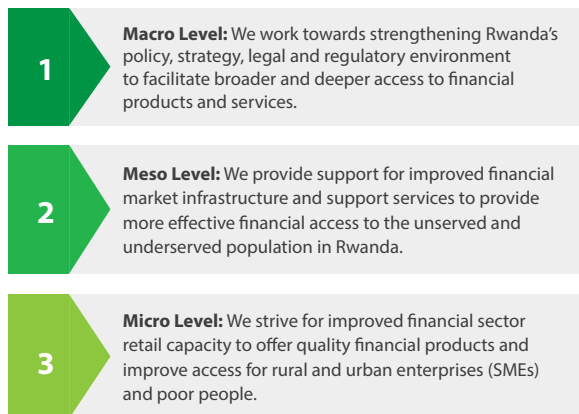 1
Macro Level: We work towards strengthening Rwanda's
policy, strategy, legal and regulatory environment
to facilitate broader and deeper access to financial
products and services.
2
Meso Level: We provide support for improved financial
market infrastructure and support services to provide
more effective financial access to the unserved and
underserved population in Rwanda.
3
Micro Level: We strive for improved financial sector
retail capacity to offer quality financial products and
improve access for rural and urban enterprises (SMEs)
and poor people.